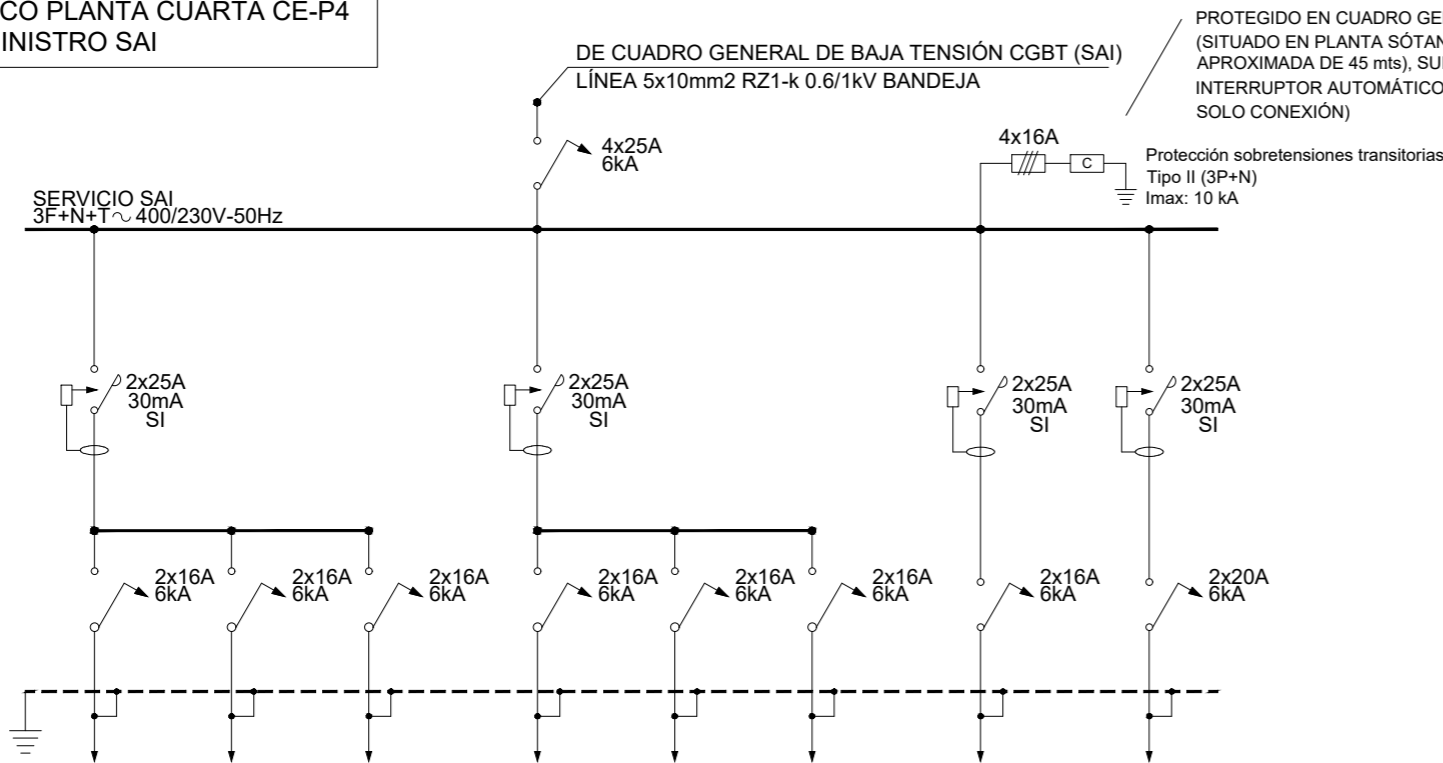 CO PLANTA CUARTA CE-P4
INISTRO SAI
DE CUADRO GENERAL DE BAJA TENSIÓN CGBT (SAI)
LÍNEA 5x10mm2 RZ1-k 0.6/1kV BANDEJA
PROTEGIDO EN CUADRO GE
(SITUADO EN PLANTA SÓTAN
APROXIMADA DE 45 mts), SU
INTERRUPTOR AUTOMÁTICO
SOLO CONEXIÓN)
4x25A
6kA
4x16A
C
Protección sobretensiones transitorias
Tipo II (3P+N)
Imax: 10 kA
SERVICIO SAI
3F+N+T∿ 400/230V-50Hz
2x25A
30mA
SI
2x25A
30mA
SI
2x25A
30mA
SI
2x25A
30mA
SI
2x16A
6kA
2x16A
6kA
2x16A
6kA
2x16A
6kA
2x16A
6kA
2x16A
6kA
2x16A
6kA
2x20A
6kA